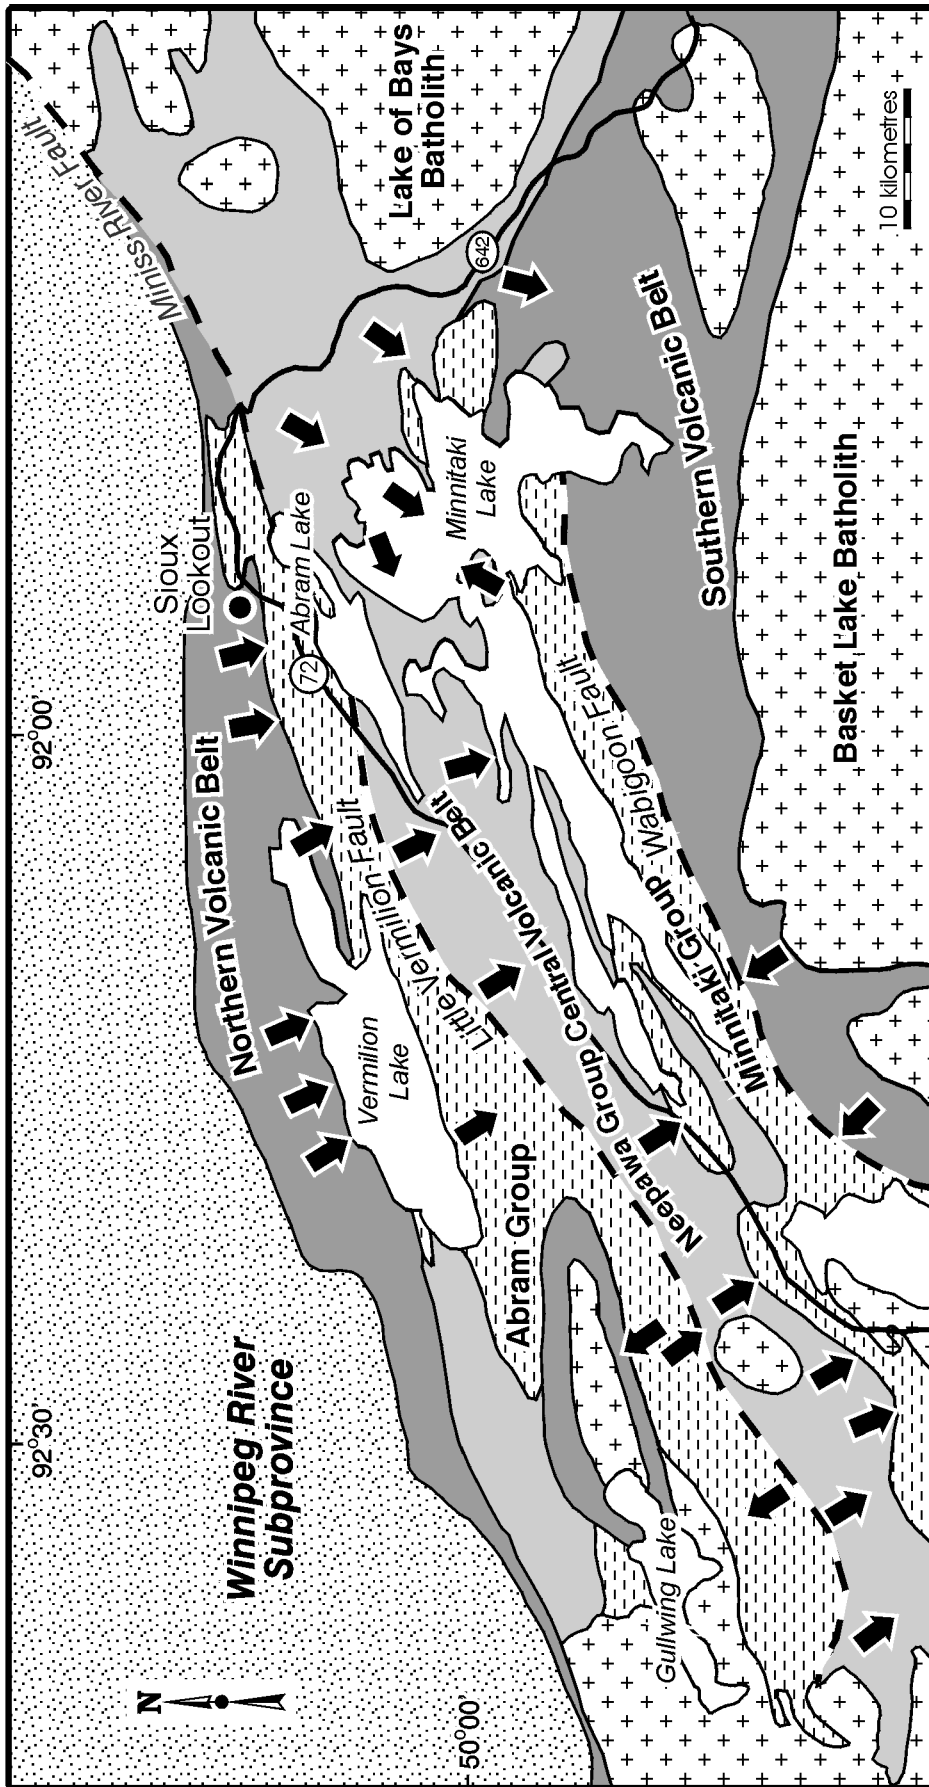 92°30'
92°00'
N
Winnipeg River
Subprovince
Northern Volcanic Belt
Sioux
Lookout
Miniss River Fault
Vermilion
Lake
Abram Lake
72
Little Vermilion Fault
Abram Group
Neepawa Group Central Volcanic Belt
Minnitaki
Lake
642
Lake of Bays
Batholith
50°00'
Gullwing Lake
Minnitaki Group
Wabigoon Fault
Southern Volcanic Belt
Basket Lake Batholith
10 kilometres